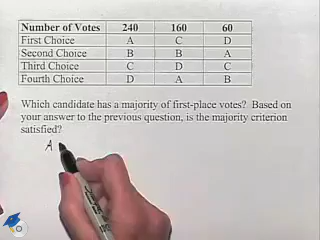 Number of Votes 240 160 60
First Choice A C D
Second Choice B B A
Third Choice C D C
Fourth Choice D A B
Which candidate has a majority of first-place votes? Based on
your answer to the previous question, is the majority criterion
satisfied?
A